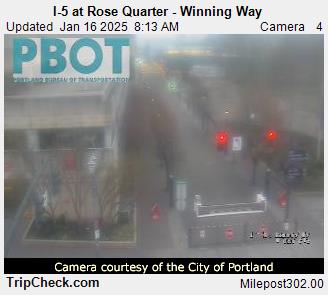 I-5 at Rose Quarter - Winning Way
Updated Jan 16 2025 8:13 AM Camera 4
PBOT
PORTLAND BUREAU OF TRANSPORTATION
Camera courtesy of the City of Portland
TripCheck.com Milepost302.00